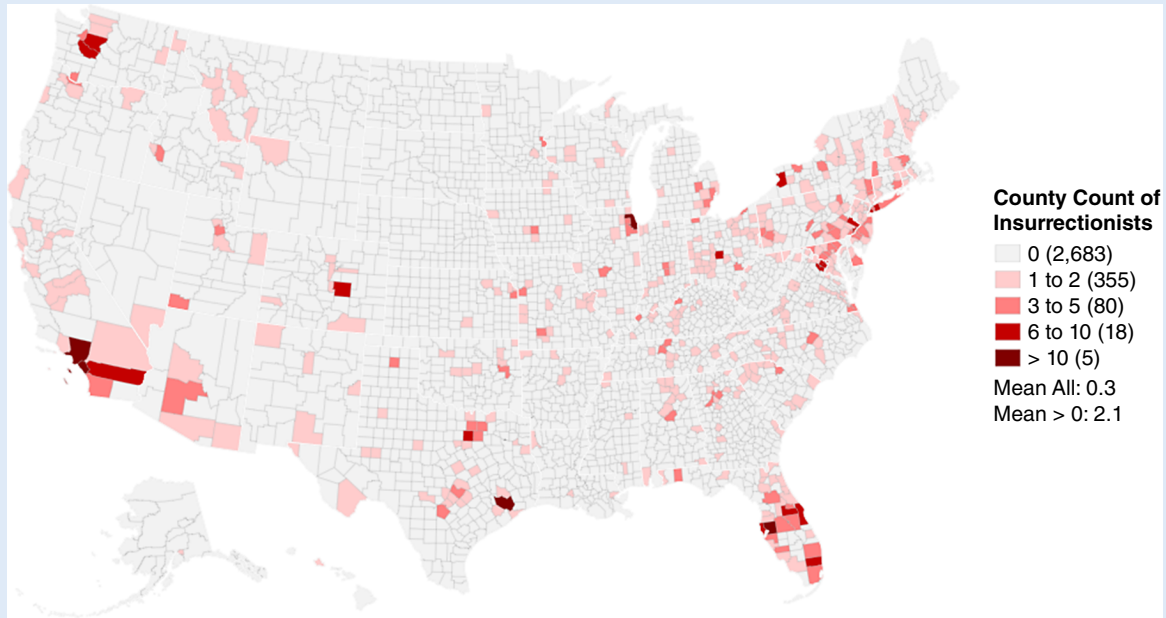 County Count of
Insurrectionists
0 (2,683)
1 to 2 (355)
3 to 5 (80)
6 to 10 (18)
> 10 (5)
Mean All: 0.3
Mean > 0: 2.1